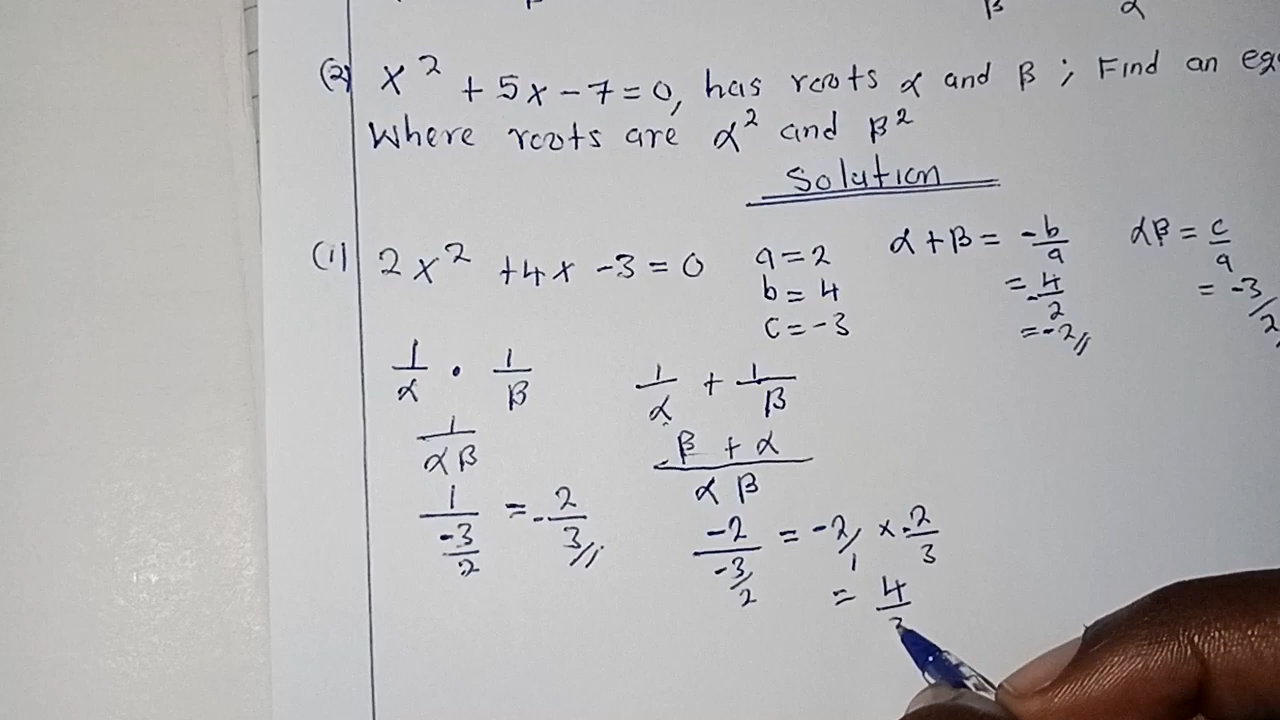 β α
(2) x² + 5x - 7 = 0, has roots α and β ; Find an
Where roots are α² and β²
Solution
(1) 2x² + 4x - 3 = 0 a = 2 α + β = -b/a αβ = c/a
b = 4 = -4/2 = -3/2
c = -3 = -2//
1/α . 1/β 1/α + 1/β
1/αβ β + α/αβ
1/-3/2 = -2/3// -2/-3/2 = -2/1 x -2/3
= 4/3